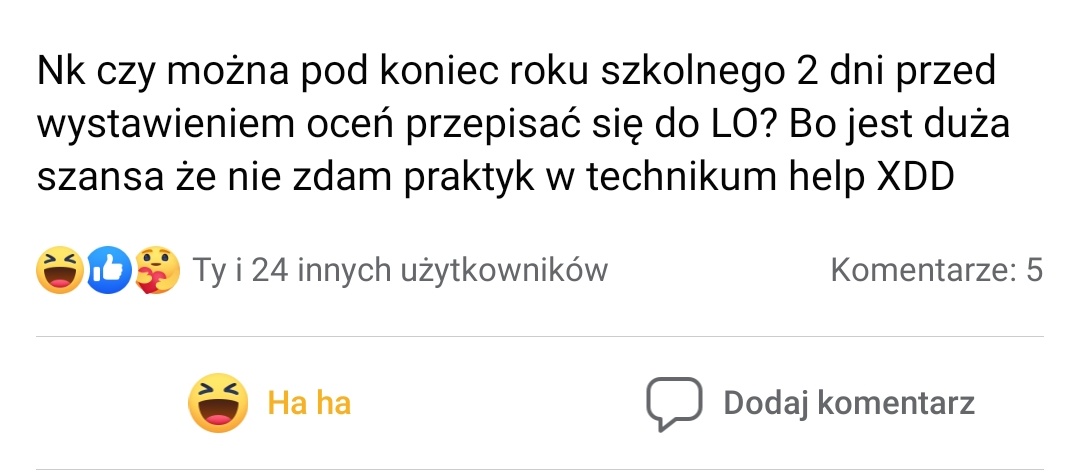 Nk czy można pod koniec roku szkolnego 2 dni przed
wystawieniem oceń przepisać się do LO? Bo jest duża
szansa że nie zdam praktyk w technikum help XDD
Ty i 24 innych użytkowników
Komentarze: 5
Ha ha
Dodaj komentarz